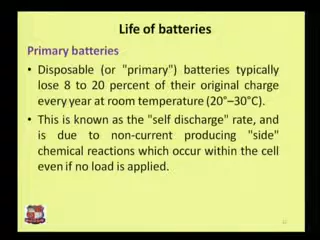 Life of batteries
Primary batteries
• Disposable (or "primary") batteries typically
lose 8 to 20 percent of their original charge
every year at room temperature (20°–30°C).
• This is known as the "self discharge" rate, and
is due to non-current producing "side"
chemical reactions which occur within the cell
even if no load is applied.